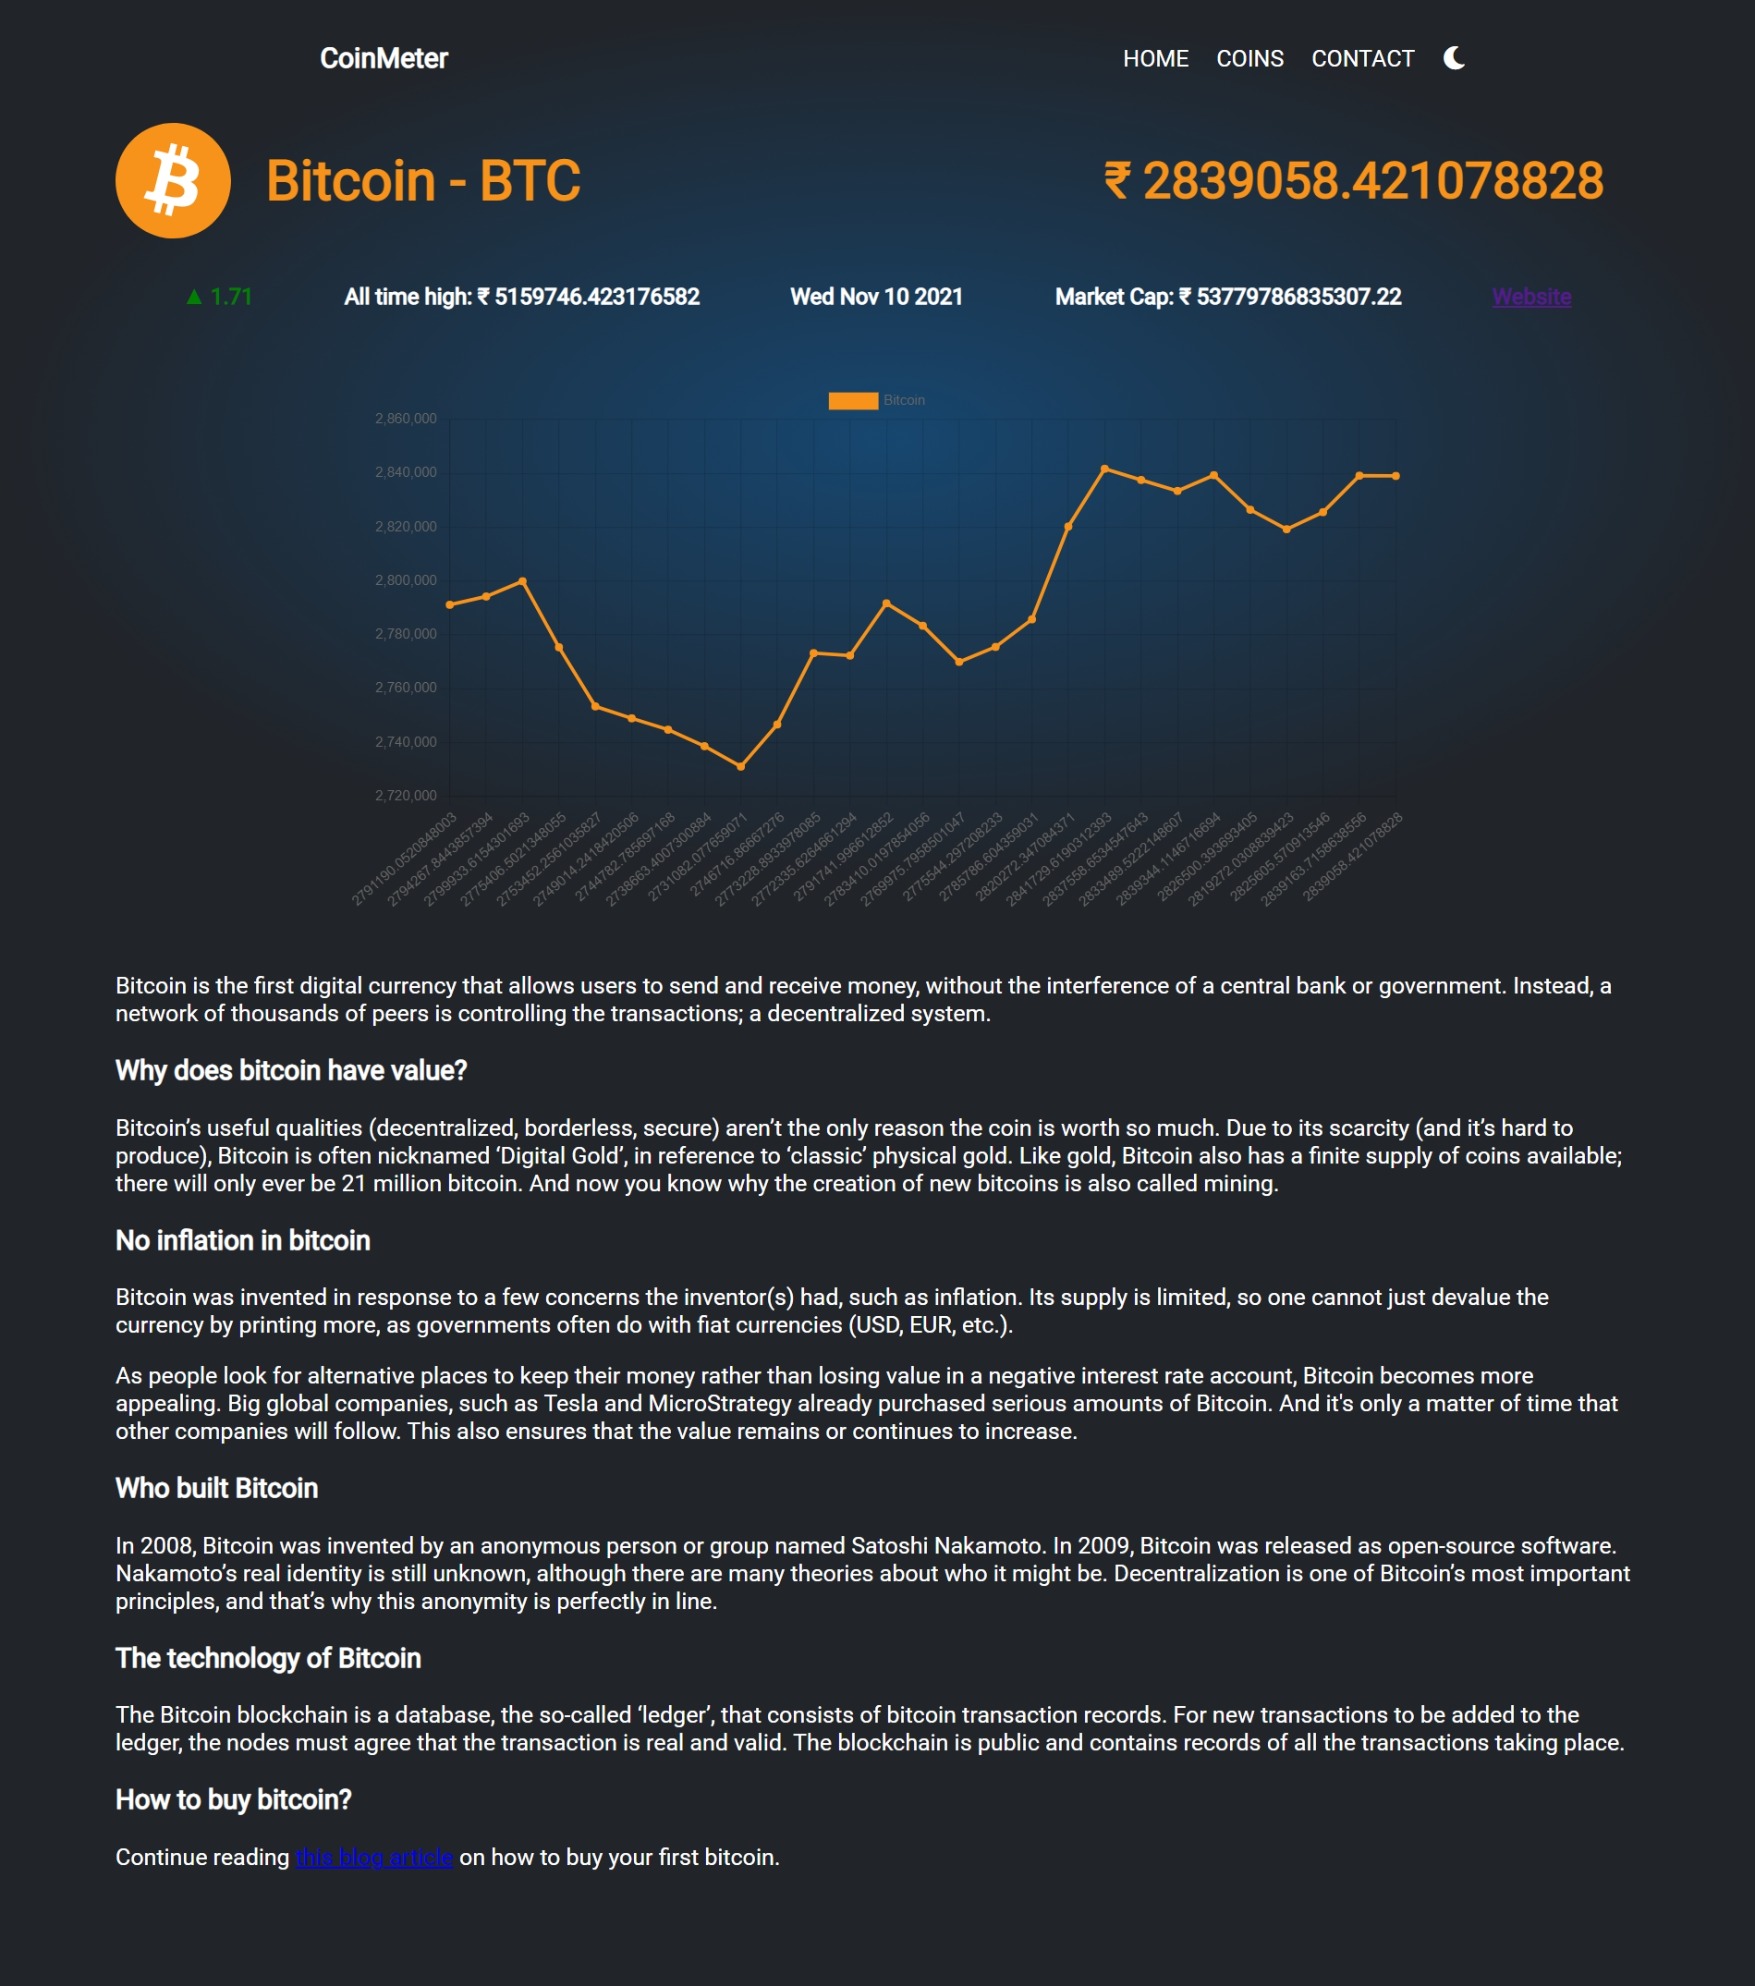 CoinMeter
HOME COINS CONTACT
Bitcoin - BTC
₹ 2839058.421078828
▲ 1.71
All time high: ₹ 5159746.423176582
Wed Nov 10 2021
Market Cap: ₹ 53779786835307.22
Website
Bitcoin
2,860,000
2,840,000
2,820,000
2,800,000
2,780,000
2,760,000
2,740,000
2,720,000
2791190.0520848003
2794267.8443857394
2799933.6154301693
2775406.5021348055
2753452.2561035827
2749014.2418420506
2744782.785697168
2738663.4007300884
2731082.077659071
2746716.86667276
2773228.8933978085
2772335.6264661294
2791741.996612852
2783410.0197854056
2769975.7958501047
2775544.297208233
2785786.604359031
2820272.347084371
2841729.6190312393
2837558.6534547643
2833489.5222148607
2839344.1146716694
2826500.393693405
2819272.0308839423
2825605.570913546
2839163.715863855​6
2839058.421078828
Bitcoin is the first digital currency that allows users to send and receive money, without the interference of a central bank or government. Instead, a
network of thousands of peers is controlling the transactions; a decentralized system.
Why does bitcoin have value?
Bitcoin’s useful qualities (decentralized, borderless, secure) aren’t the only reason the coin is worth so much. Due to its scarcity (and it’s hard to
produce), Bitcoin is often nicknamed ‘Digital Gold’, in reference to ‘classic’ physical gold. Like gold, Bitcoin also has a finite supply of coins available;
there will only ever be 21 million bitcoin. And now you know why the creation of new bitcoins is also called mining.
No inflation in bitcoin
Bitcoin was invented in response to a few concerns the inventor(s) had, such as inflation. Its supply is limited, so one cannot just devalue the
currency by printing more, as governments often do with fiat currencies (USD, EUR, etc.).
As people look for alternative places to keep their money rather than losing value in a negative interest rate account, Bitcoin becomes more
appealing. Big global companies, such as Tesla and MicroStrategy already purchased serious amounts of Bitcoin. And it's only a matter of time that
other companies will follow. This also ensures that the value remains or continues to increase.
Who built Bitcoin
In 2008, Bitcoin was invented by an anonymous person or group named Satoshi Nakamoto. In 2009, Bitcoin was released as open-source software.
Nakamoto’s real identity is still unknown, although there are many theories about who it might be. Decentralization is one of Bitcoin’s most important
principles, and that’s why this anonymity is perfectly in line.
The technology of Bitcoin
The Bitcoin blockchain is a database, the so-called ‘ledger’, that consists of bitcoin transaction records. For new transactions to be added to the
ledger, the nodes must agree that the transaction is real and valid. The blockchain is public and contains records of all the transactions taking place.
How to buy bitcoin?
Continue reading this blog article on how to buy your first bitcoin.